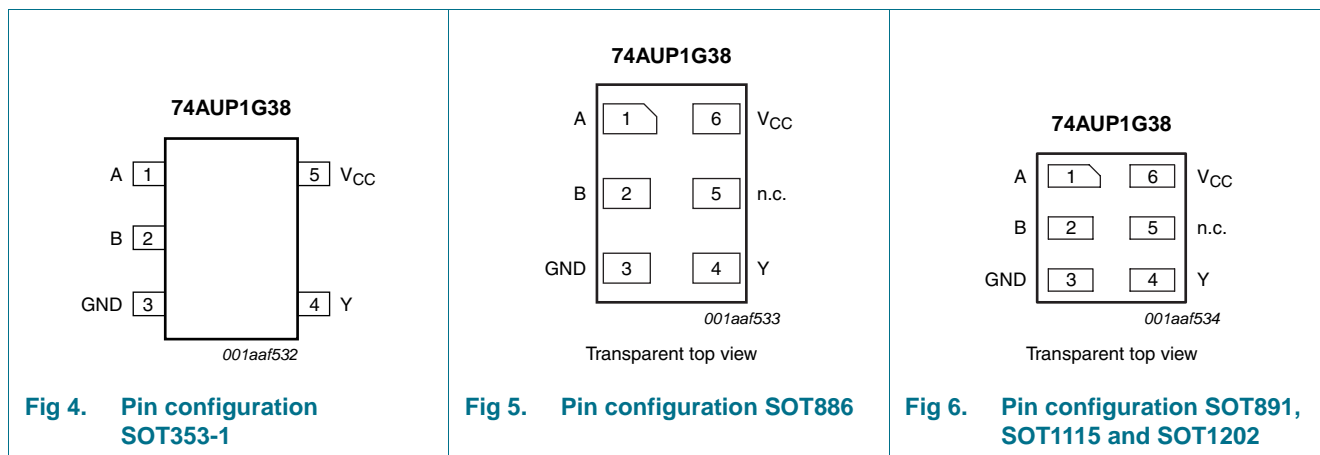 74AUP1G38
A 1 5 VCC
B 2
GND 3 4 Y
001aaf532
Fig 4. Pin configuration
SOT353-1
74AUP1G38
A 1 6 VCC
B 2 5 n.c.
GND 3 4 Y
001aaf533
Transparent top view
Fig 5. Pin configuration SOT886
74AUP1G38
A 1 6 VCC
B 2 5 n.c.
GND 3 4 Y
001aaf534
Transparent top view
Fig 6. Pin configuration SOT891,
SOT1115 and SOT1202